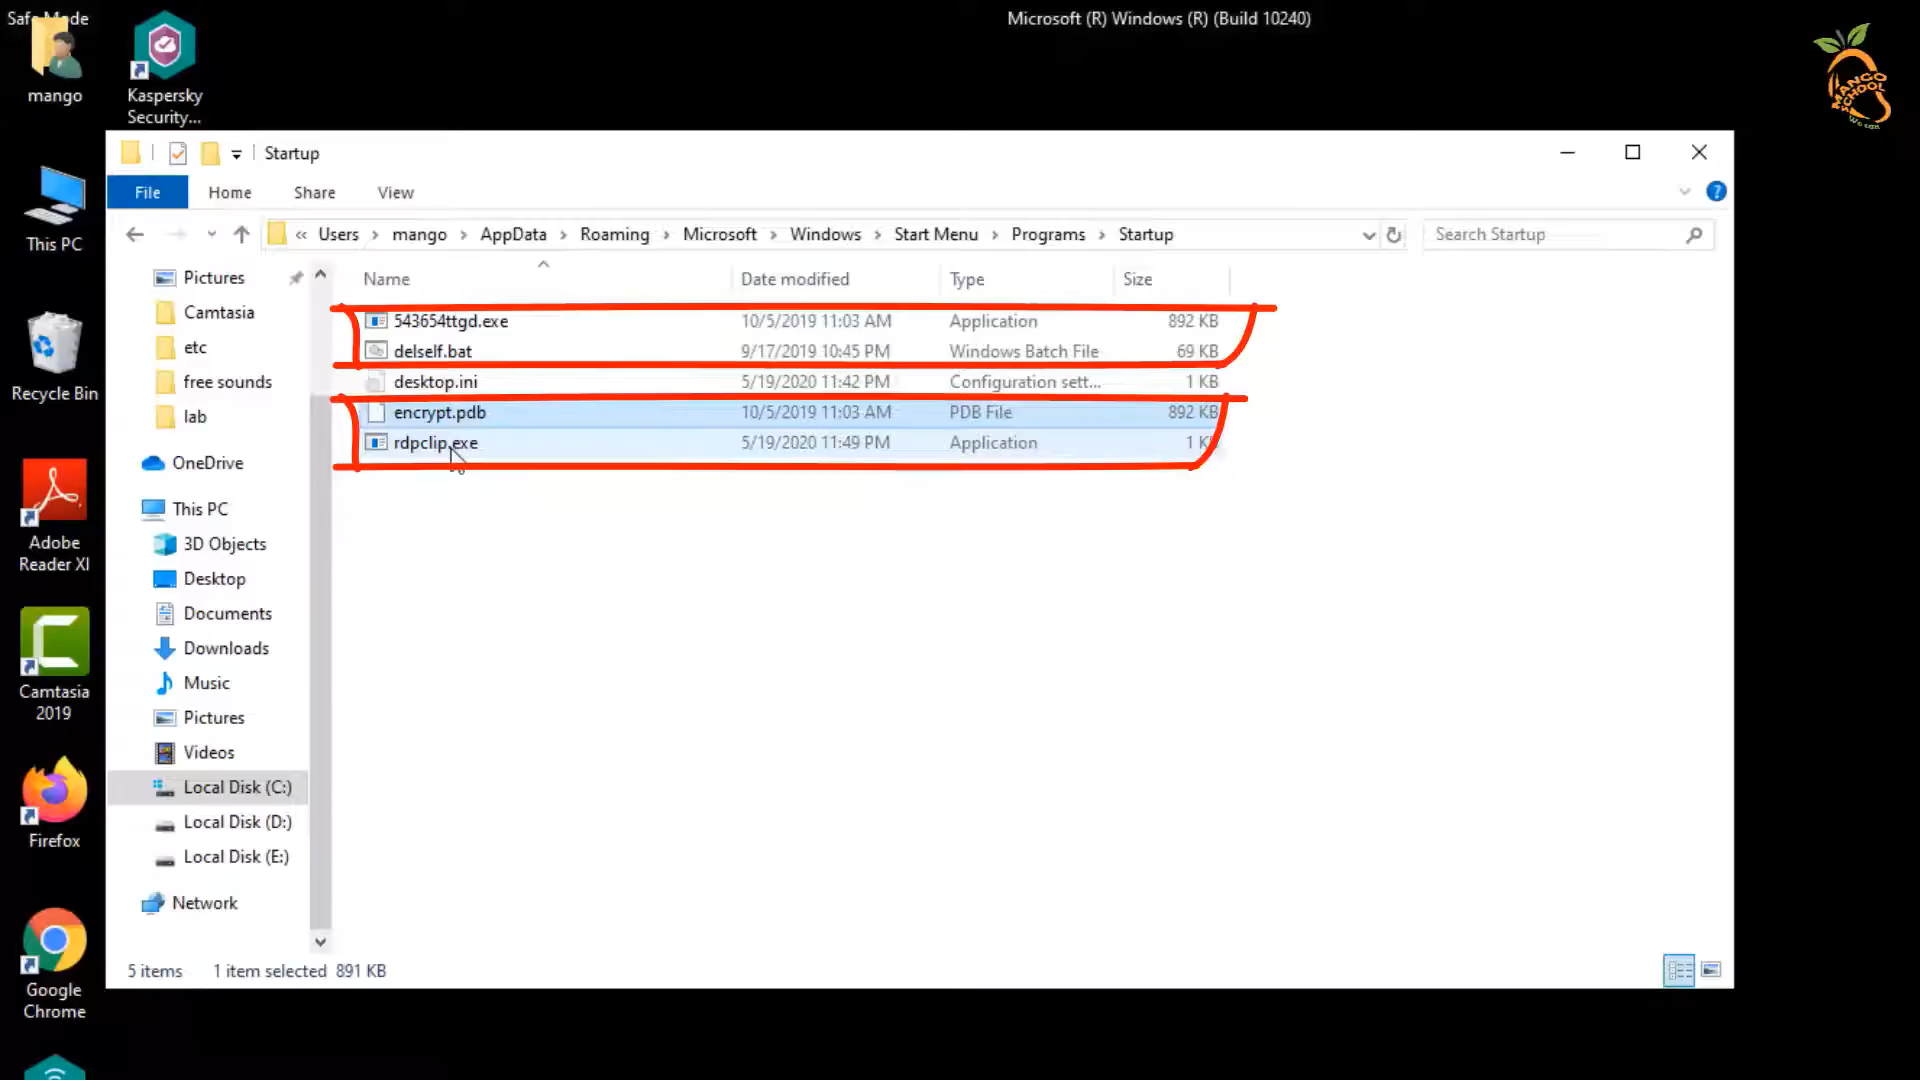 Safe Mode
Microsoft (R) Windows (R) (Build 10240)
MANGO
SCHOOL
We can
mango
Kaspersky
Security...
This PC
Recycle Bin
Adobe
Reader XI
Camtasia
2019
Firefox
Google
Chrome
Startup
File Home Share View
« Users > mango > AppData > Roaming > Microsoft > Windows > Start Menu > Programs > Startup
Search Startup
Pictures
Camtasia
etc
free sounds
lab
OneDrive
This PC
3D Objects
Desktop
Documents
Downloads
Music
Pictures
Videos
Local Disk (C:)
Local Disk (D:)
Local Disk (E:)
Network
Name Date modified Type Size
543654ttgd.exe 10/5/2019 11:03 AM Application 892 KB
delself.bat 9/17/2019 10:45 PM Windows Batch File 69 KB
desktop.ini 5/19/2020 11:42 PM Configuration sett... 1 KB
encrypt.pdb 10/5/2019 11:03 AM PDB File 892 KB
rdpclip.exe 5/19/2020 11:49 PM Application 1 KB
5 items 1 item selected 891 KB